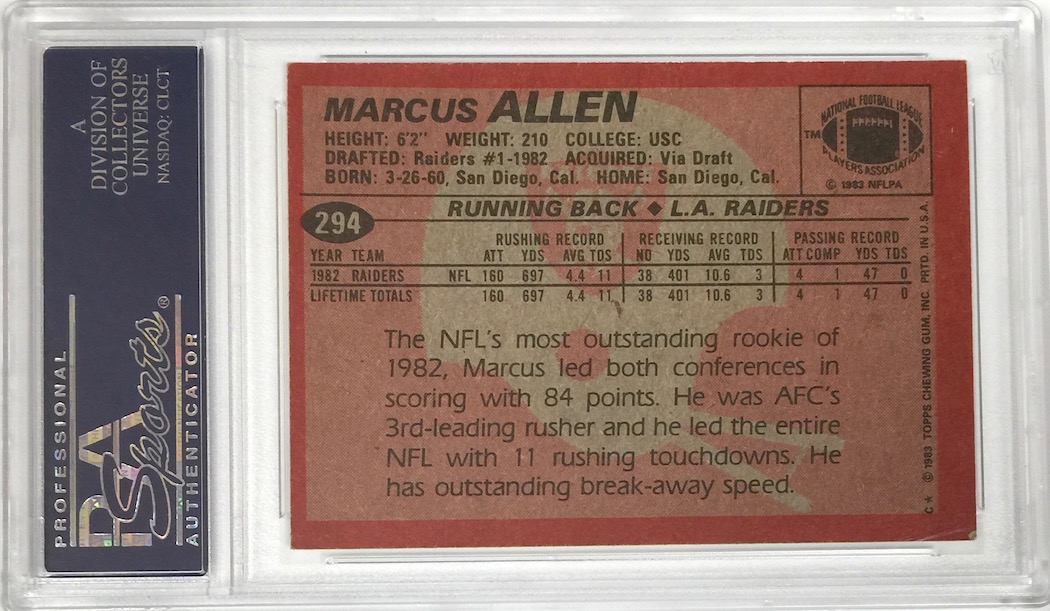 A
DIVISION OF
COLLECTORS
UNIVERSE
NASDAQ: CLCT
PROFESSIONAL
PSA
Sports®
AUTHENTICATOR
MARCUS ALLEN
HEIGHT: 6'2" WEIGHT: 210 COLLEGE: USC
DRAFTED: Raiders #1-1982 ACQUIRED: Via Draft
BORN: 3-26-60, San Diego, Cal. HOME: San Diego, Cal.
NATIONAL FOOTBALL LEAGUE
TM
PLAYERS ASSOCIATION
© 1983 NFLPA
294
RUNNING BACK ♦ L.A. RAIDERS
RUSHING RECORD RECEIVING RECORD PASSING RECORD
YEAR TEAM ATT YDS AVG TDS NO YDS AVG TDS ATT COMP YDS TDS
1982 RAIDERS NFL 160 697 4.4 11 38 401 10.6 3 4 1 47 0
LIFETIME TOTALS 160 697 4.4 11 38 401 10.6 3 4 1 47 0
The NFL's most outstanding rookie of
1982, Marcus led both conferences in
scoring with 84 points. He was AFC's
3rd-leading rusher and he led the entire
NFL with 11 rushing touchdowns. He
has outstanding break-away speed.
C* © 1983 TOPPS CHEWING GUM, INC. PRTD. IN U.S.A.